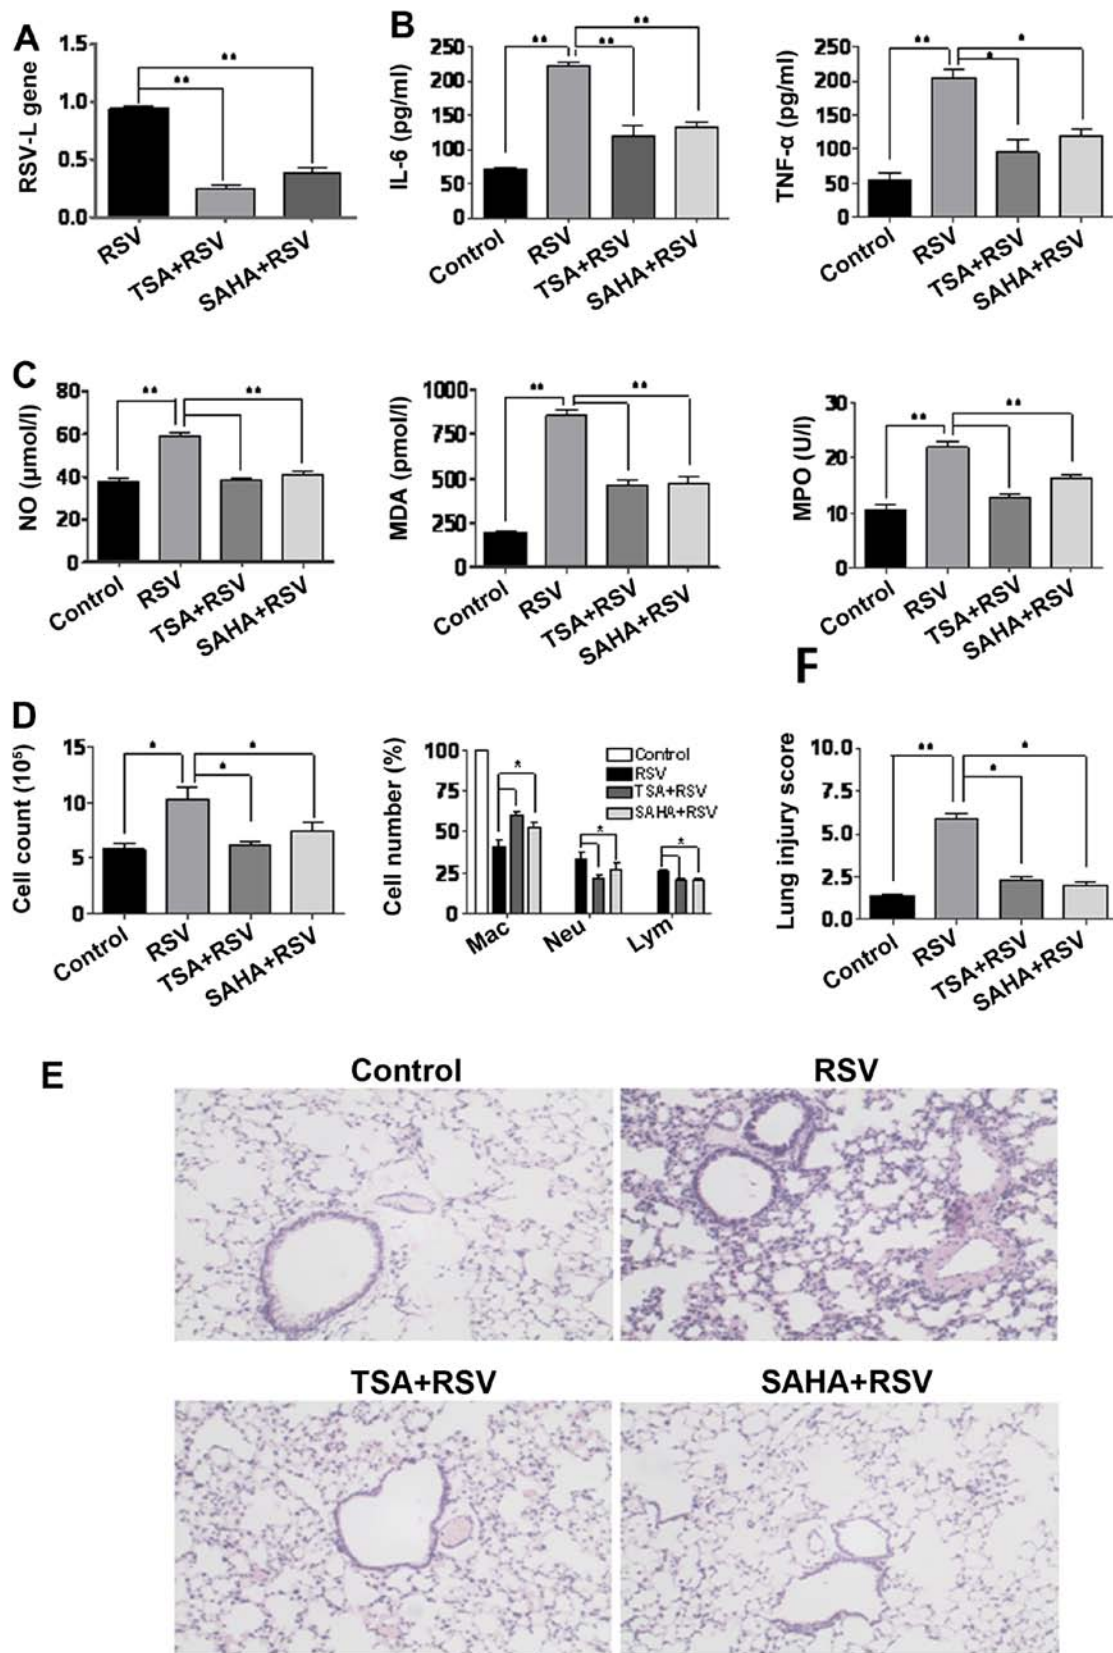 A
RSV-L gene
1.5
1.0
0.5
0.0
**
**
RSV
TSA+RSV
SAHA+RSV
B
IL-6 (pg/ml)
250
200
150
100
50
0
**
**
**
Control
RSV
TSA+RSV
SAHA+RSV
TNF-α (pg/ml)
250
200
150
100
50
0
**
*
*
Control
RSV
TSA+RSV
SAHA+RSV
C
NO (μmol/l)
80
60
40
20
0
**
**
Control
RSV
TSA+RSV
SAHA+RSV
MDA (pmol/l)
1000
750
500
250
0
**
**
Control
RSV
TSA+RSV
SAHA+RSV
MPO (U/l)
30
20
10
0
**
**
Control
RSV
TSA+RSV
SAHA+RSV
D
Cell count (10⁵)
15
10
5
0
*
*
*
Control
RSV
TSA+RSV
SAHA+RSV
Cell number (%)
100
75
50
25
0
*
*
*
Control
RSV
TSA+RSV
SAHA+RSV
Mac
Neu
Lym
F
Lung injury score
10.0
7.5
5.0
2.5
0.0
**
*
*
Control
RSV
TSA+RSV
SAHA+RSV
E
Control
RSV
TSA+RSV
SAHA+RSV